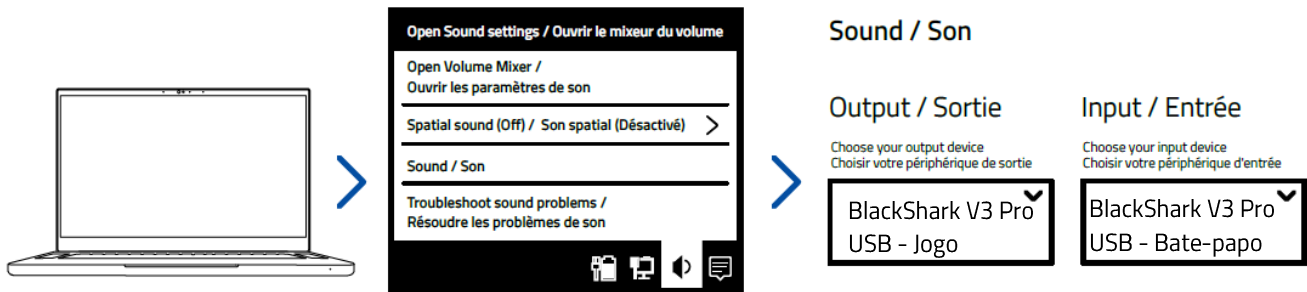 Open Sound settings / Ouvrir le mixeur du volume
Open Volume Mixer /
Ouvrir les paramètres de son
Spatial sound (Off) / Son spatial (Désactivé)
Sound / Son
Troubleshoot sound problems /
Résoudre les problèmes de son
Sound / Son
Output / Sortie
Choose your output device
Choisir votre périphérique de sortie
BlackShark V3 Pro
USB - Jogo
Input / Entrée
Choose your input device
Choisir votre périphérique d'entrée
BlackShark V3 Pro
USB - Bate-papo